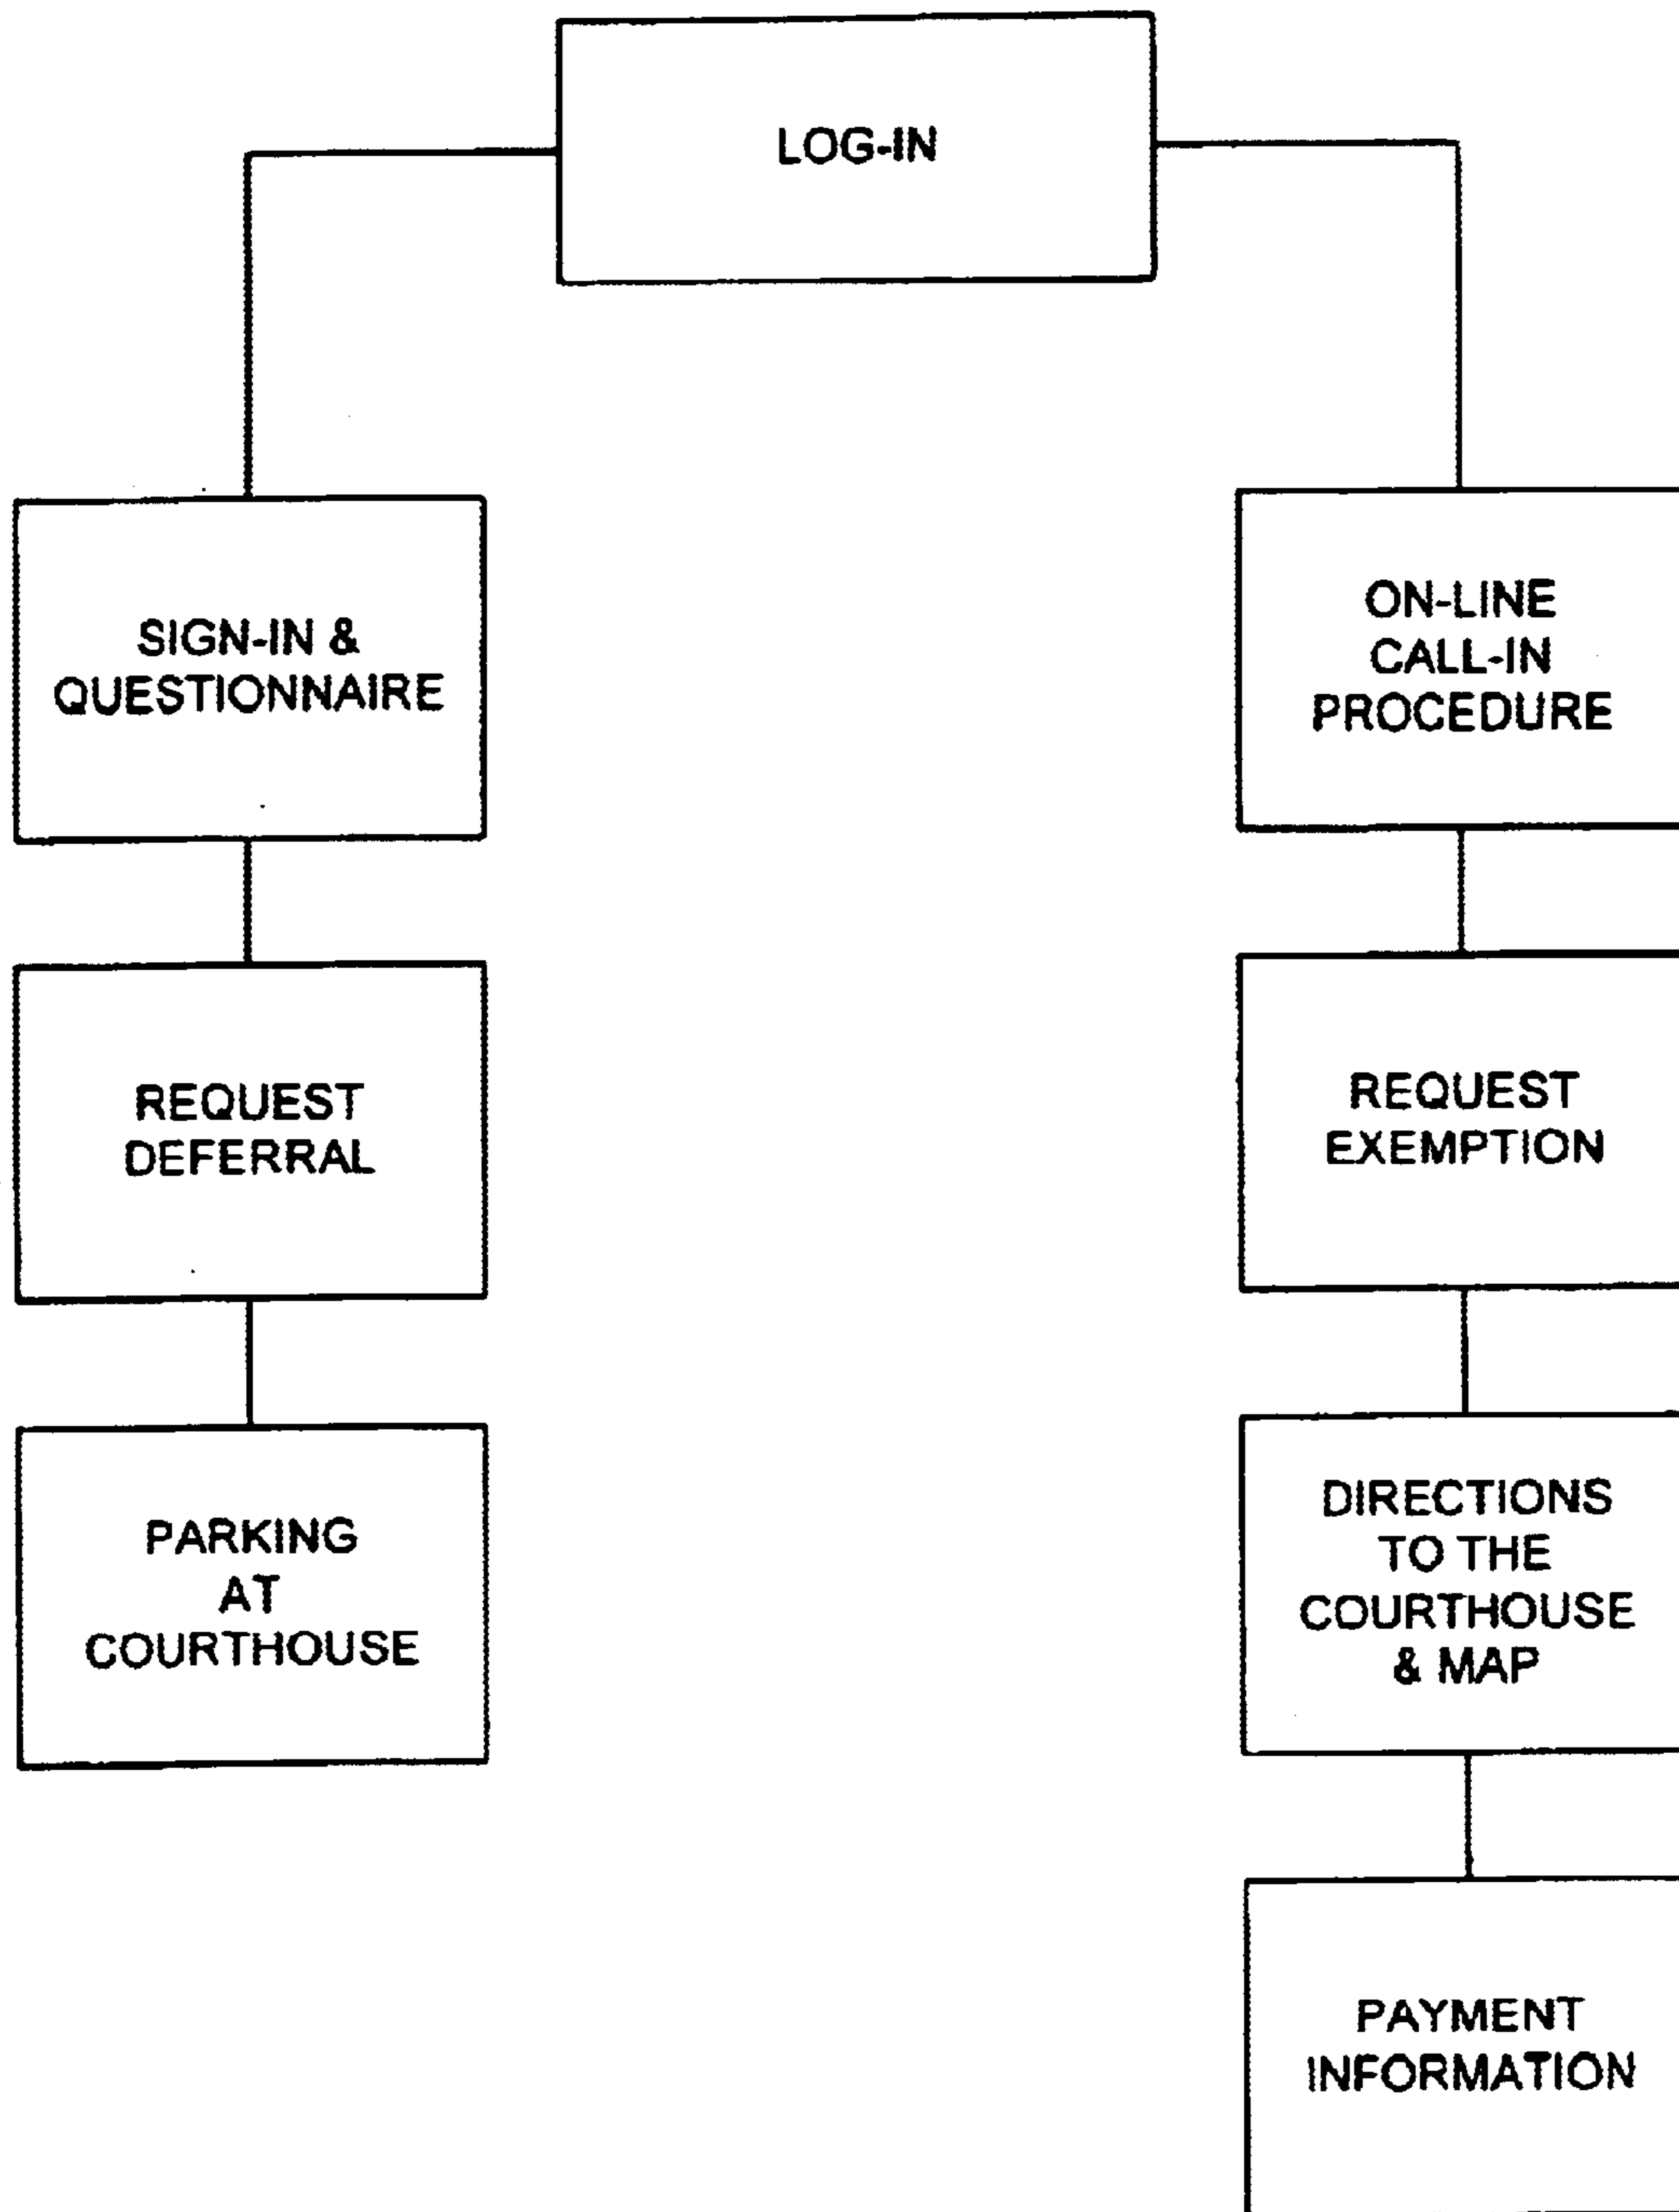 LOG-IN
SIGN-IN &
QUESTIONNAIRE
REQUEST
DEFERRAL
PARKING
AT
COURTHOUSE
ON-LINE
CALL-IN
PROCEDURE
REQUEST
EXEMPTION
DIRECTIONS
TO THE
COURTHOUSE
& MAP
PAYMENT
INFORMATION